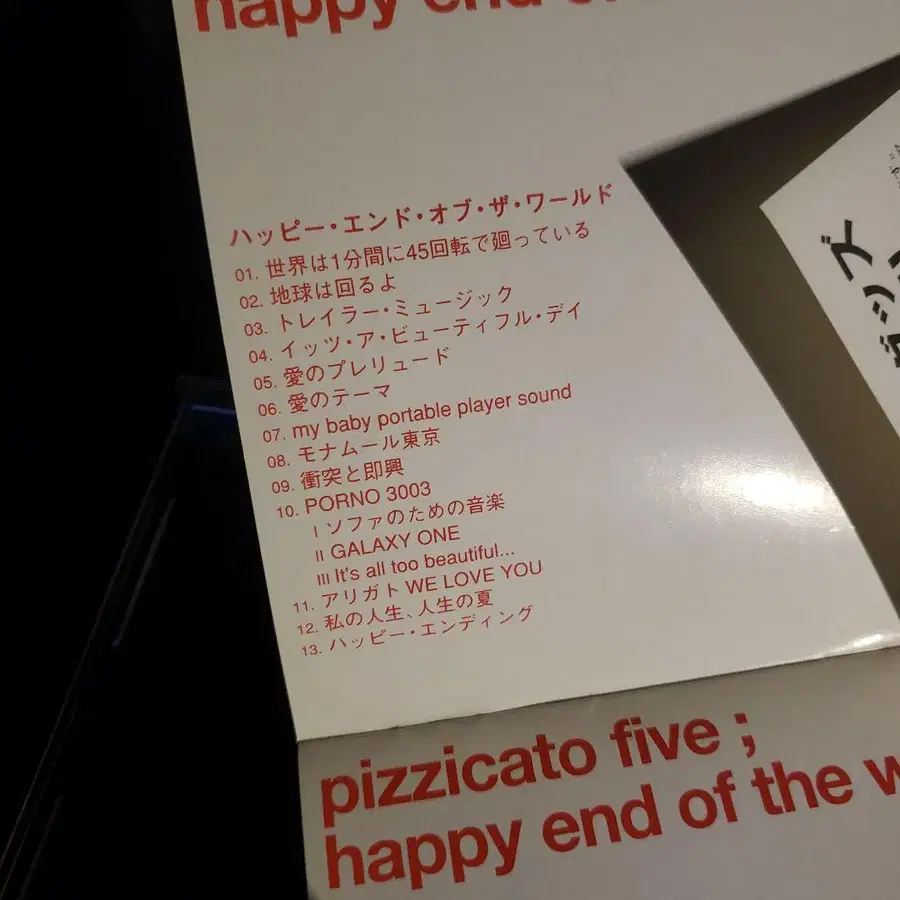 happy end
ハッピー・エンド・オブ・ザ・ワールド
01. 世界は1分間に45回転で廻っている
02. 地球は回るよ
03. トレイラー・ミュージック
04. イッツ・ア・ビューティフル・デイ
05. 愛のプレリュード
06. 愛のテーマ
07. my baby portable player sound
08. モナムール東京
09. 衝突と即興
10. PORNO 3003
I ソファのための音楽
II GALAXY ONE
III It's all too beautiful...
11. アリガト WE LOVE YOU
12. 私の人生、人生の夏
13. ハッピー・エンディング
pizzicato five ;
happy end of the w